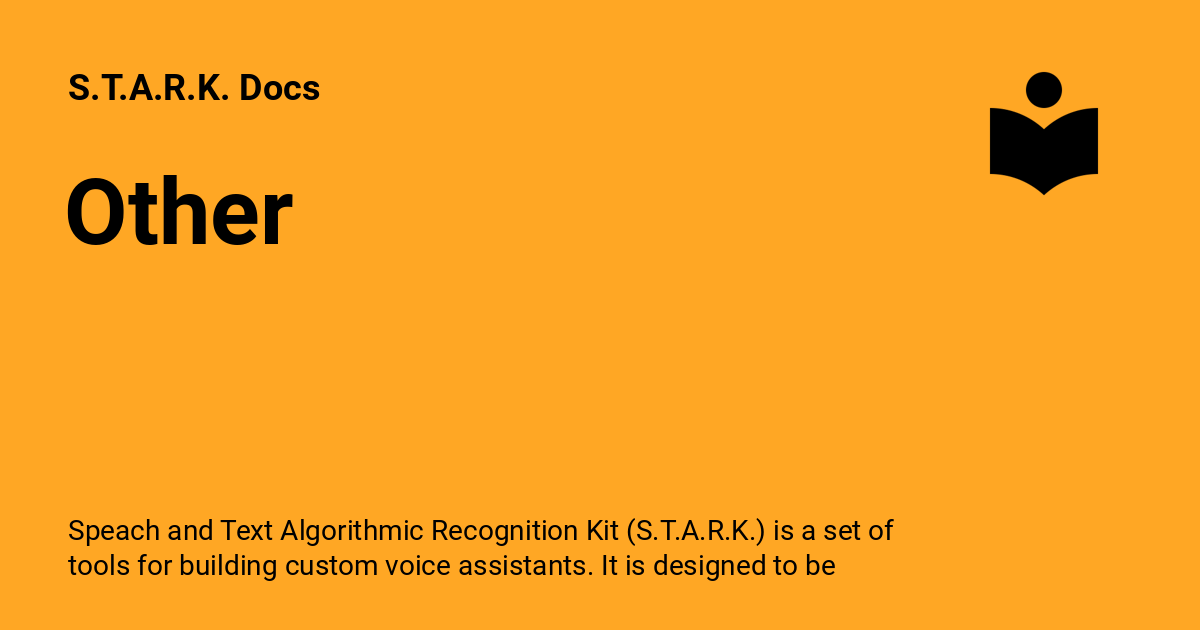 S.T.A.R.K. Docs
Other
Speach and Text Algorithmic Recognition Kit (S.T.A.R.K.) is a set of
tools for building custom voice assistants. It is designed to be